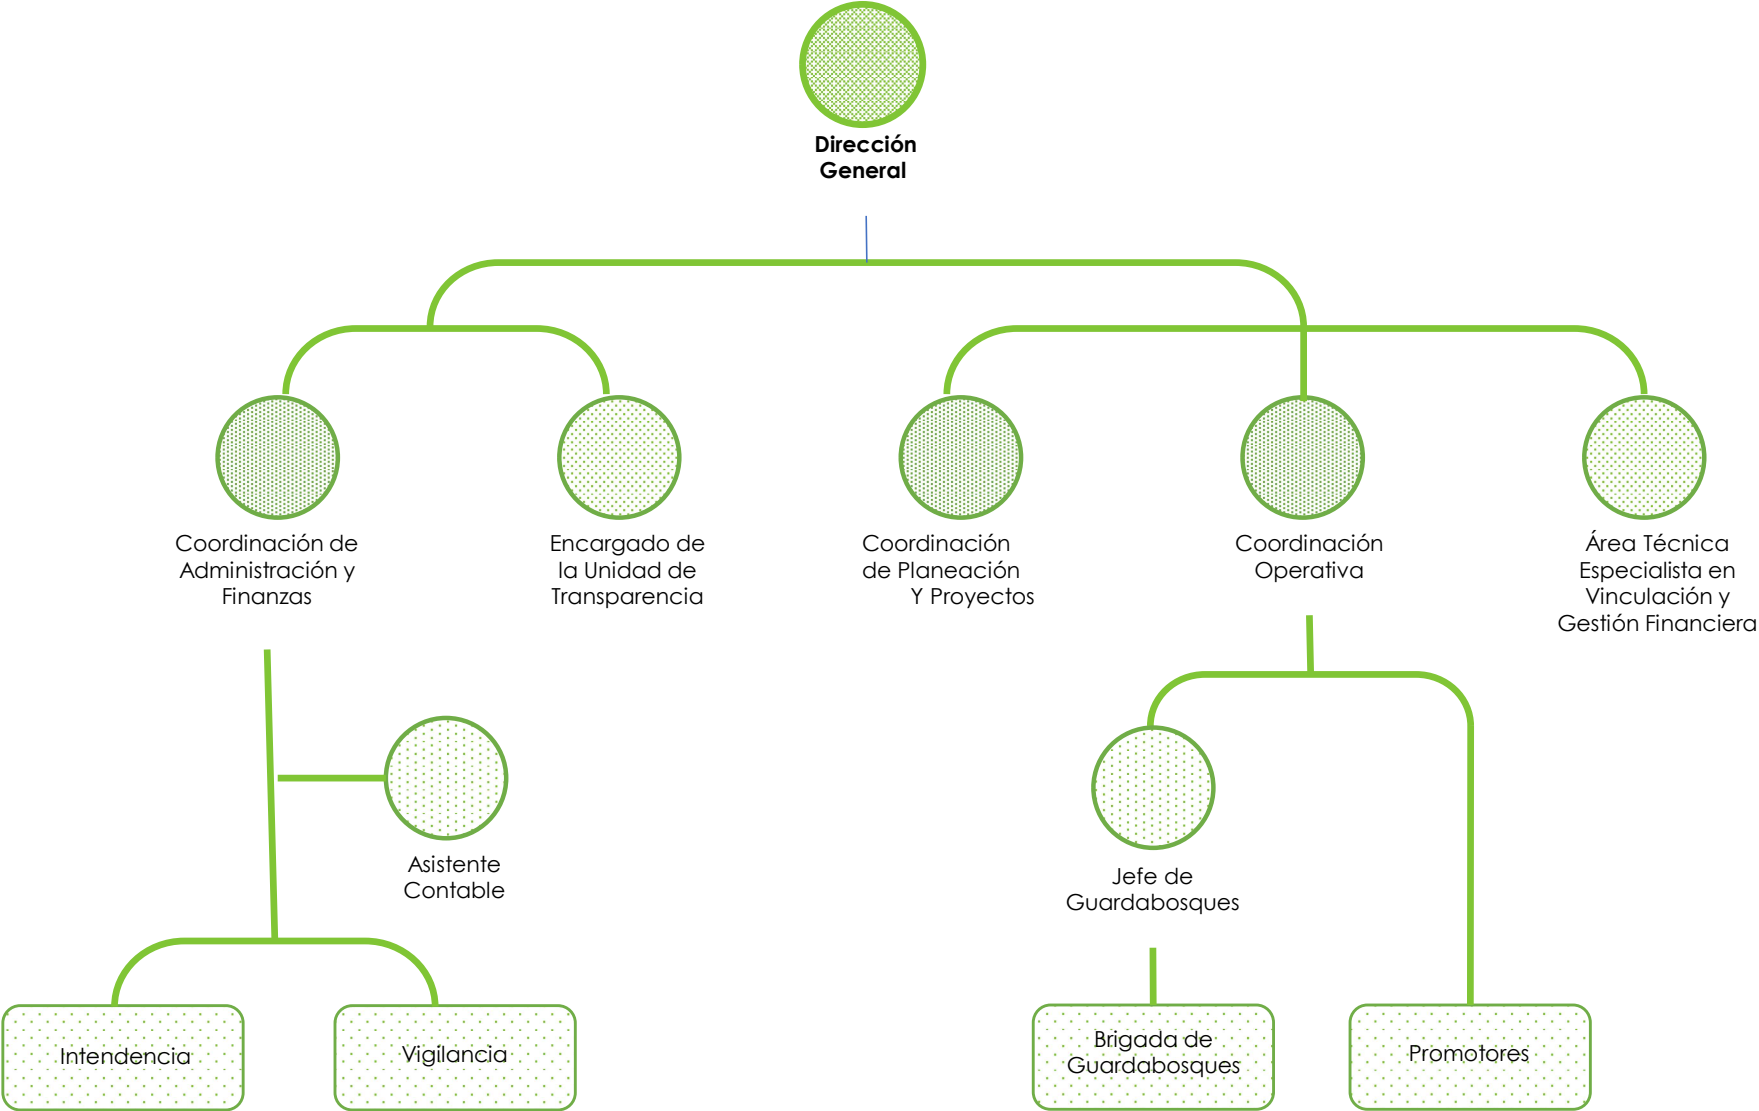 Dirección
General
Coordinación de
Administración y
Finanzas
Encargado de
la Unidad de
Transparencia
Coordinación
de Planeación
Y Proyectos
Coordinación
Operativa
Área Técnica
Especialista en
Vinculación y
Gestión Financiera
Asistente
Contable
Jefe de
Guardabosques
Intendencia
Vigilancia
Brigada de
Guardabosques
Promotores